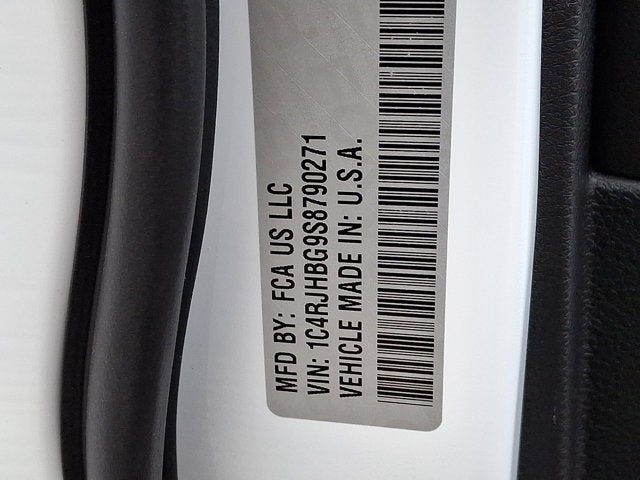 MFD BY: FCA US LLC
VIN: 1C4RJHBG9S8790271
VEHICLE MADE IN: U.S.A.